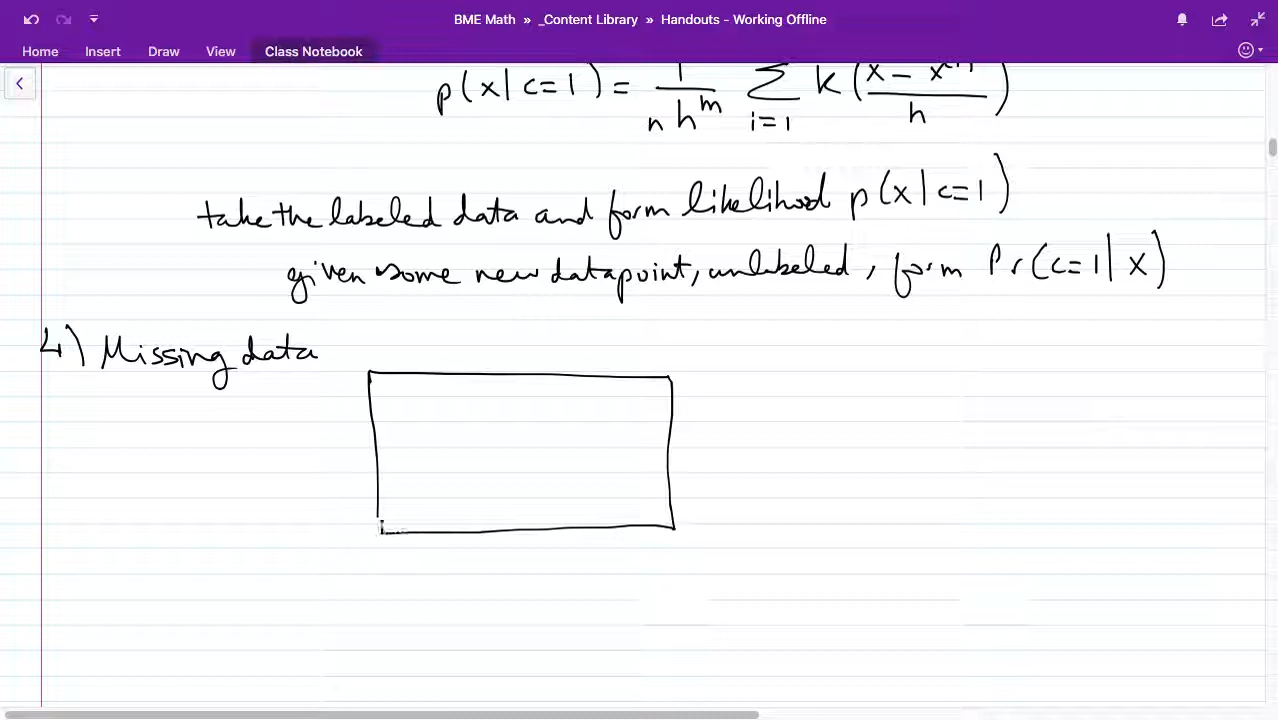 BME Math » _Content Library » Handouts - Working Offline
Home Insert Draw View Class Notebook
p(x|c=1) = 1/(n h^m) Σ i=1 K(x - x / h)
take the labeled data and form likelihood p(x|c=1)
given some new datapoint, unlabeled, form Pr(c=1|x)
4) Missing data